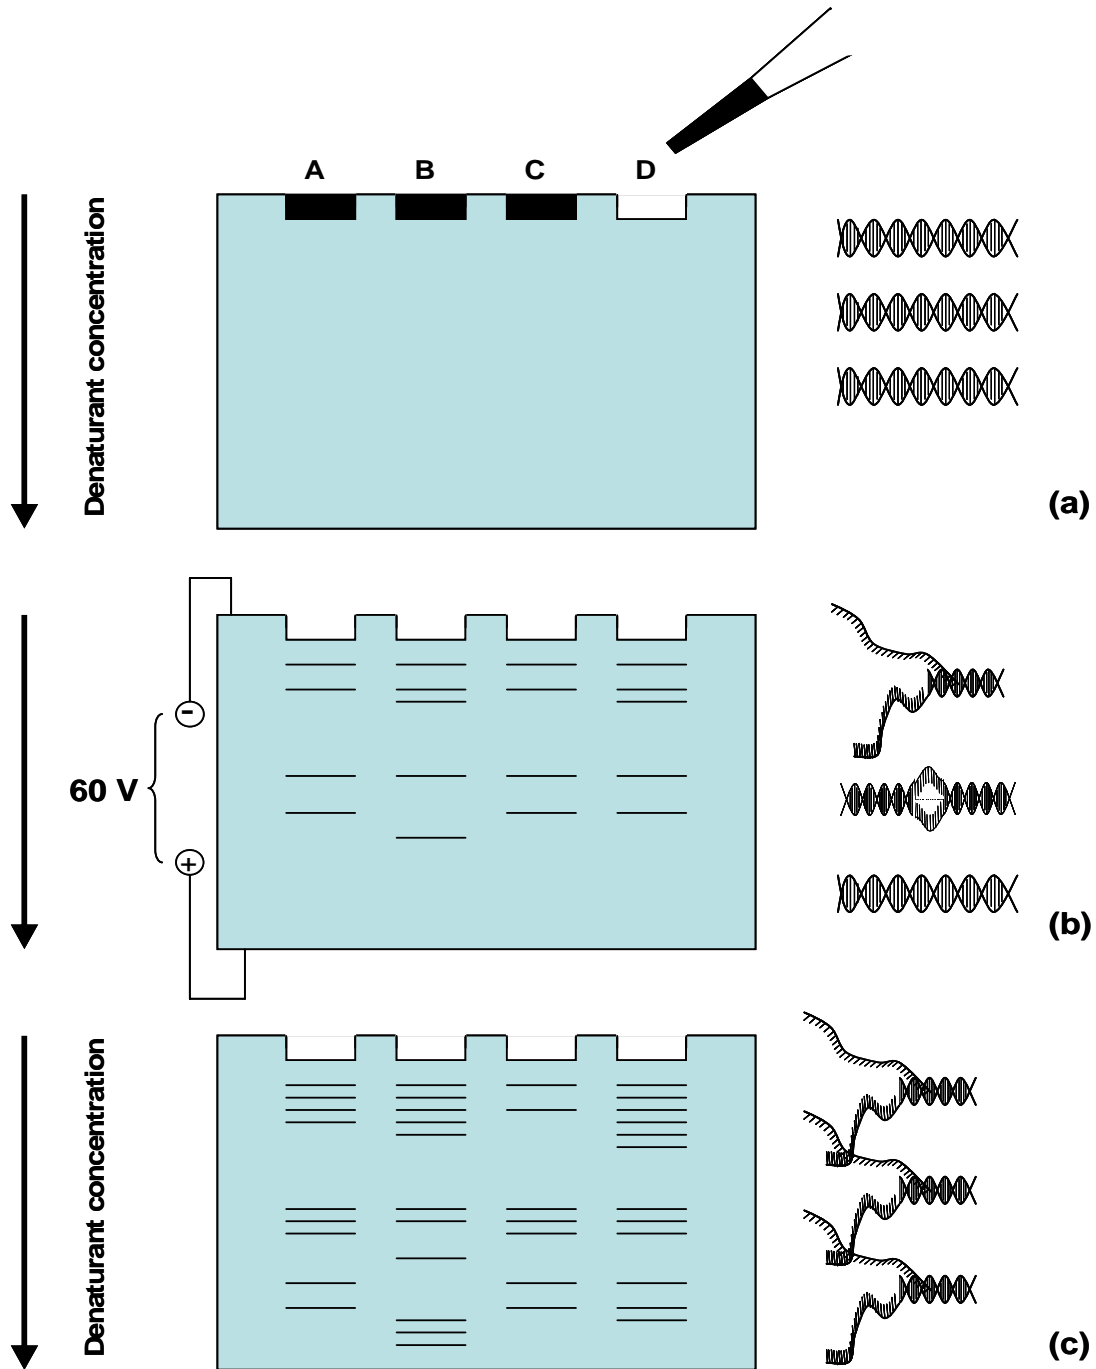 A B C D
Denaturant concentration
(a)
-
60 V
+
(b)
Denaturant concentration
(c)